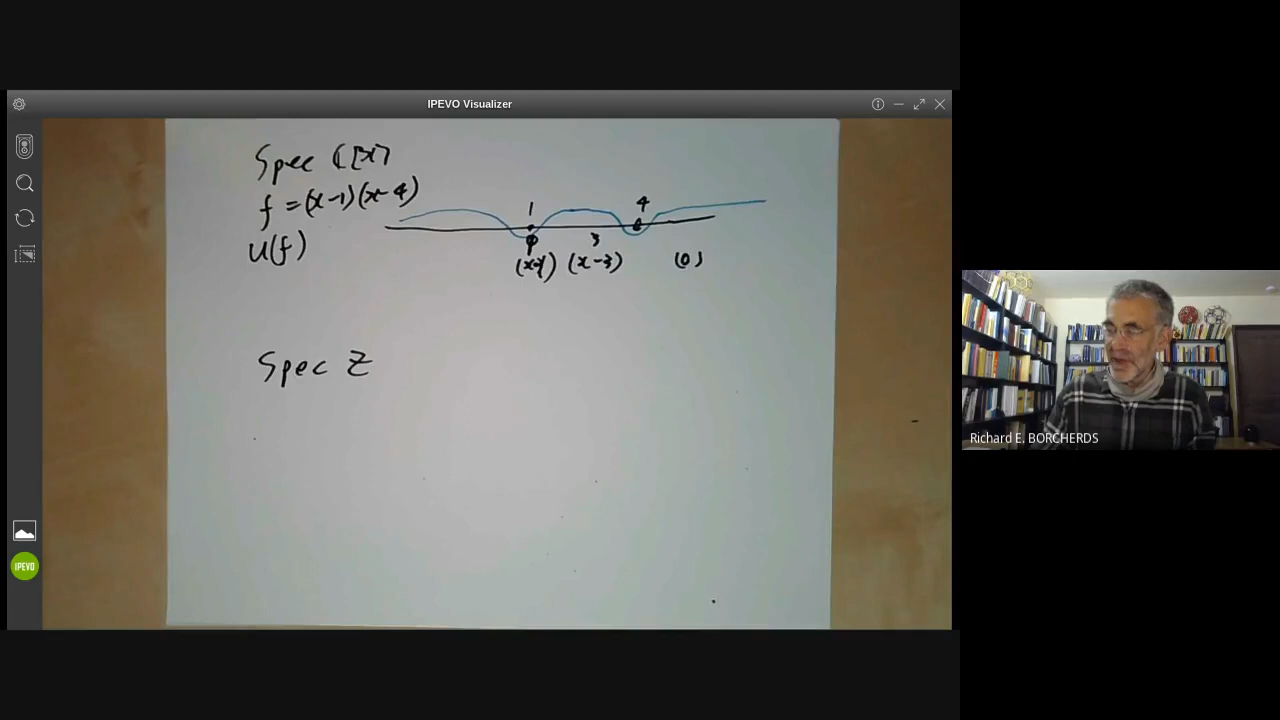 IPEVO Visualizer
Spec ℂ[x]
f = (x-1)(x-4)
1 4
U(f)
3
(x-1) (x-3) (0)
Spec Z
Richard E. BORCHERDS
IPEVO